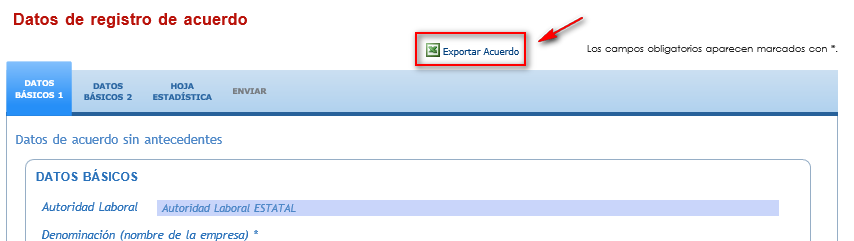 Datos de registro de acuerdo
Exportar Acuerdo
Los campos obligatorios aparecen marcados con *.
DATOS
BÁSICOS 1
DATOS
BÁSICOS 2
HOJA
ESTADÍSTICA
ENVIAR
Datos de acuerdo sin antecedentes
DATOS BÁSICOS
Autoridad Laboral
Autoridad Laboral ESTATAL
Denominación (nombre de la empresa) *